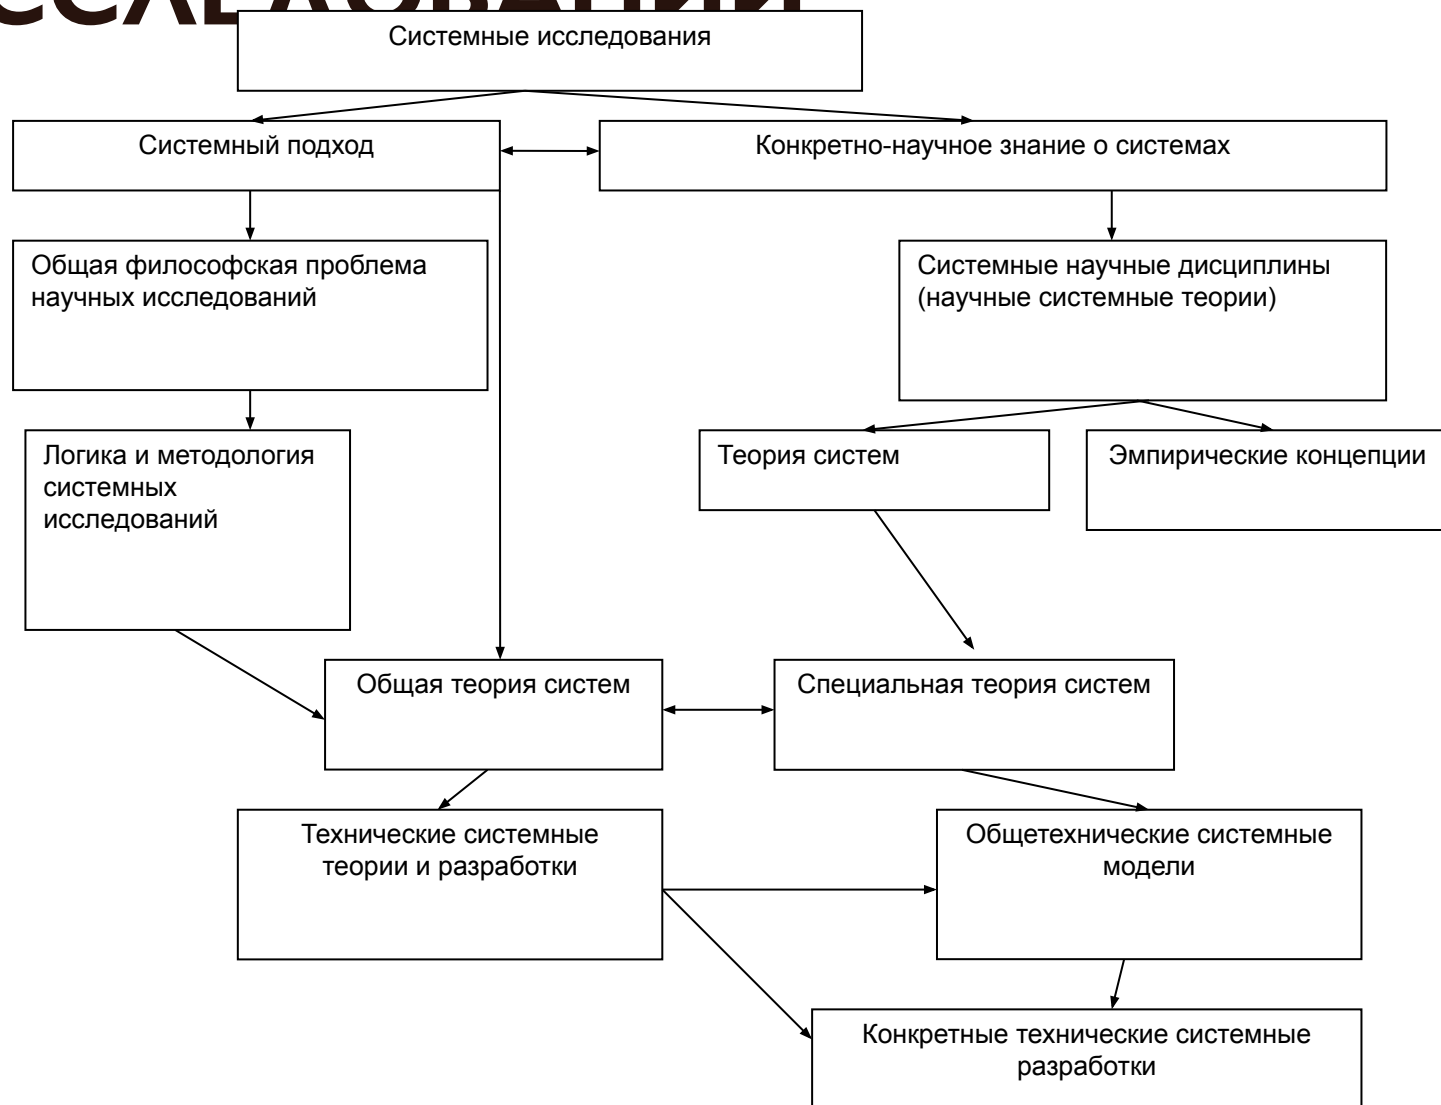 Системные исследования
Системный подход
Конкретно-научное знание о системах
Общая философская проблема
научных исследований
Системные научные дисциплины
(научные системные теории)
Логика и методология
системных
исследований
Теория систем
Эмпирические концепции
Общая теория систем
Специальная теория систем
Технические системные
теории и разработки
Общетехнические системные
модели
Конкретные технические системные
разработки